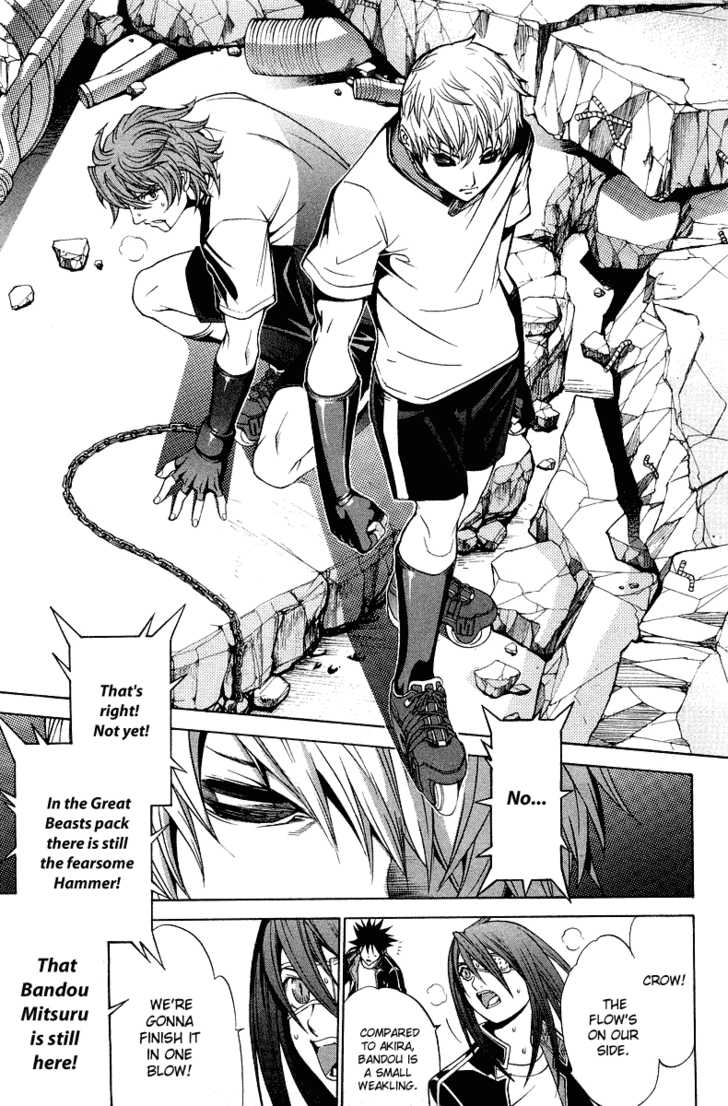 No...
That's
right!
Not yet!
In the Great
Beasts pack
there is still
the fearsome
Hammer!
CROW!
THE
FLOW'S
ON OUR
SIDE.
COMPARED
TO AKIRA,
BANDOU IS
A SMALL
WEAKLING.
WE'RE
GONNA
FINISH IT
IN ONE
BLOW!
That
Bandou
Mitsuru
is still
here!